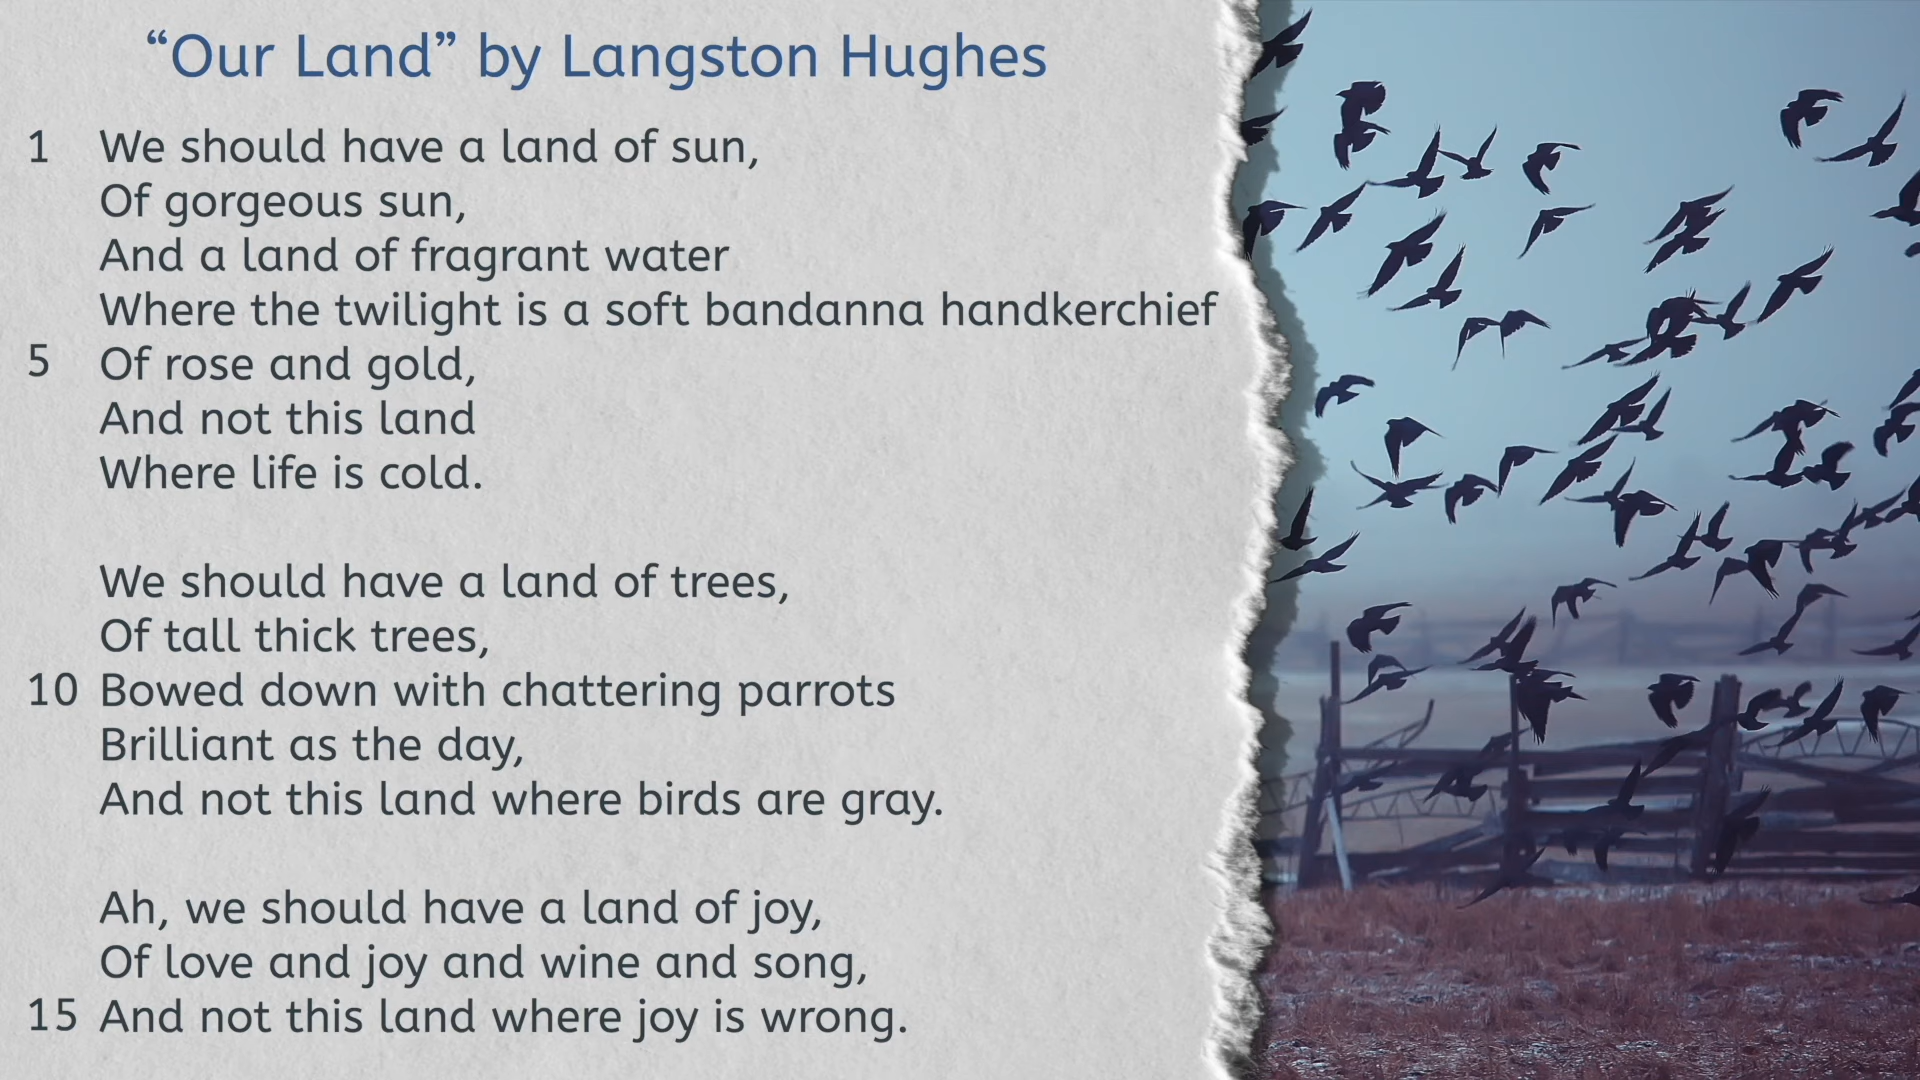 “Our Land” by Langston Hughes
1 We should have a land of sun,
Of gorgeous sun,
And a land of fragrant water
Where the twilight is a soft bandanna handkerchief
5 Of rose and gold,
And not this land
Where life is cold.
We should have a land of trees,
Of tall thick trees,
10 Bowed down with chattering parrots
Brilliant as the day,
And not this land where birds are gray.
Ah, we should have a land of joy,
Of love and joy and wine and song,
15 And not this land where joy is wrong.